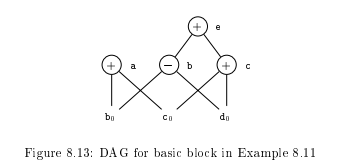 + e
+ a − b + c
b₀ c₀ d₀
Figure 8.13: DAG for basic block in Example 8.11